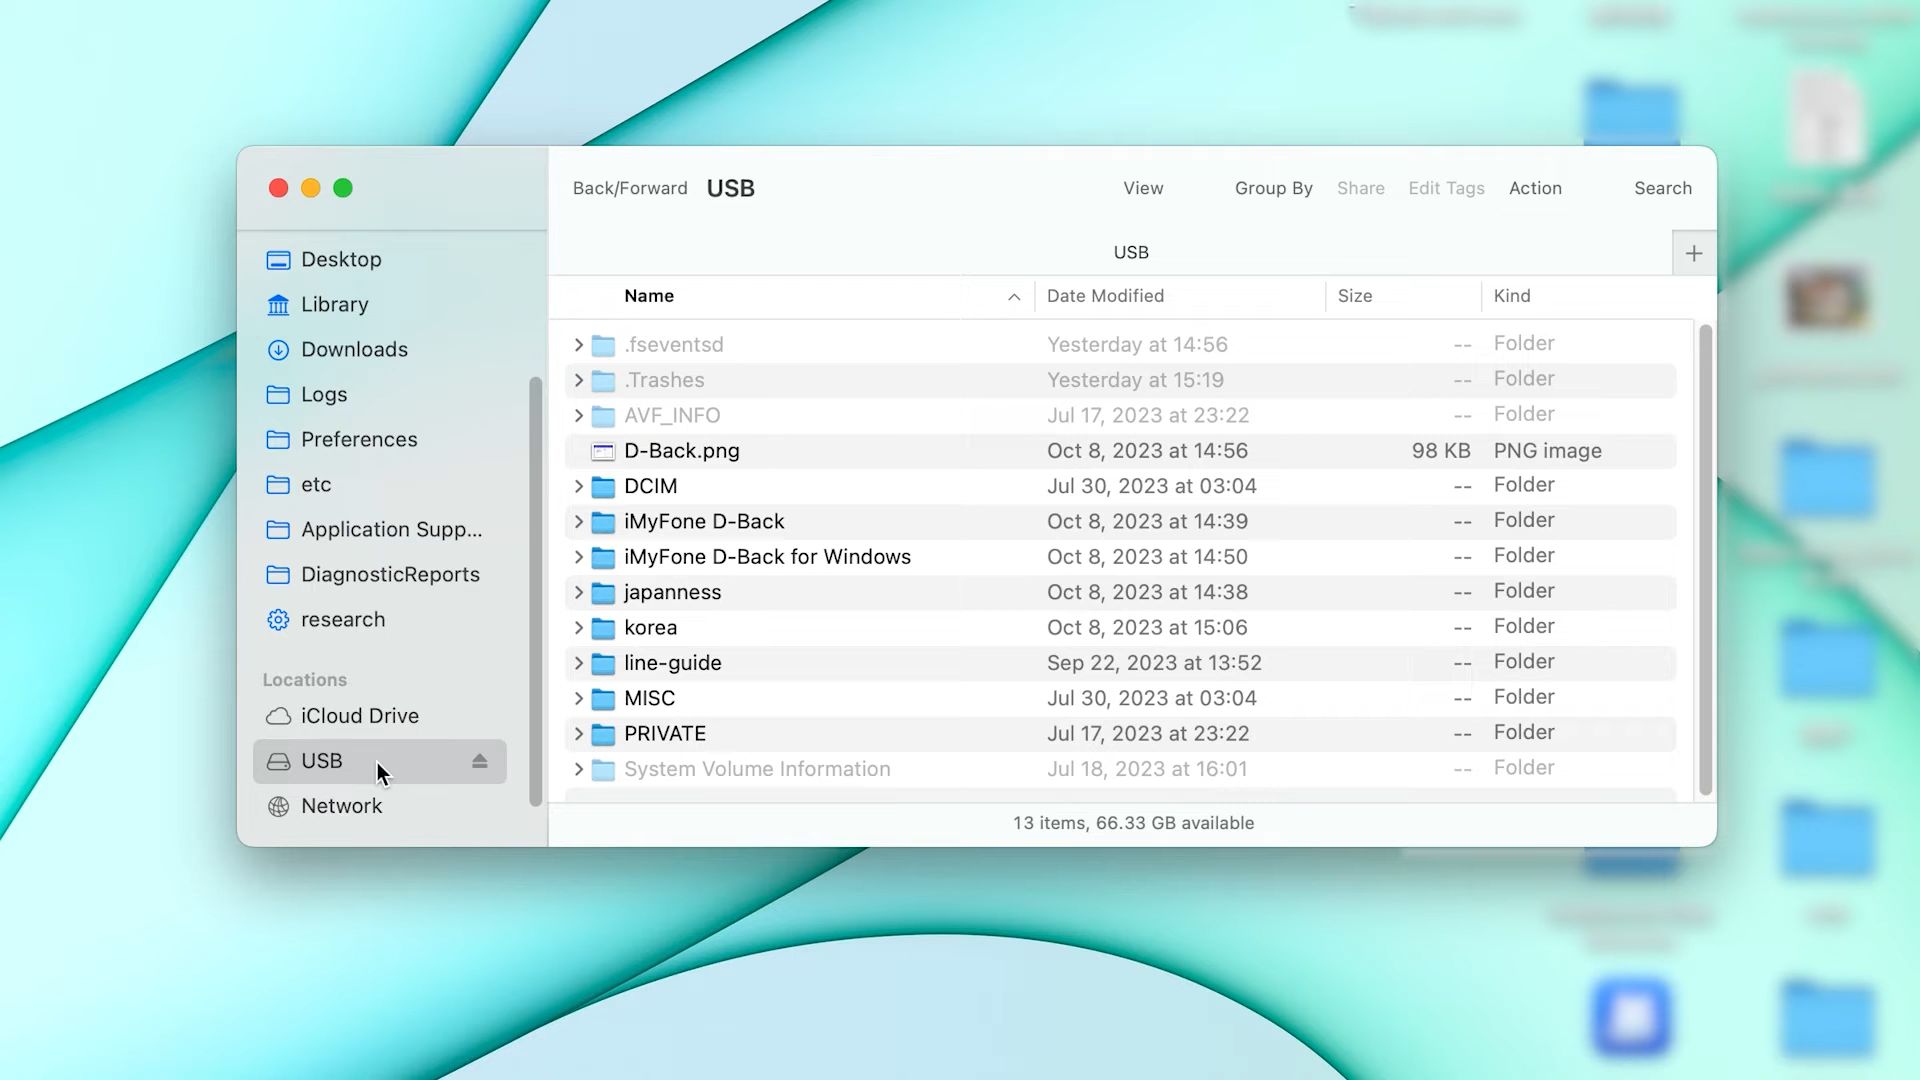 Back/Forward USB View Group By Share Edit Tags Action Search
USB
Desktop
Library
Downloads
Logs
Preferences
etc
Application Supp...
DiagnosticReports
research
Locations
iCloud Drive
USB
Network
Name Date Modified Size Kind
.fseventsd Yesterday at 14:56 -- Folder
.Trashes Yesterday at 15:19 -- Folder
AVF_INFO Jul 17, 2023 at 23:22 -- Folder
D-Back.png Oct 8, 2023 at 14:56 98 KB PNG image
DCIM Jul 30, 2023 at 03:04 -- Folder
iMyFone D-Back Oct 8, 2023 at 14:39 -- Folder
iMyFone D-Back for Windows Oct 8, 2023 at 14:50 -- Folder
japanness Oct 8, 2023 at 14:38 -- Folder
korea Oct 8, 2023 at 15:06 -- Folder
line-guide Sep 22, 2023 at 13:52 -- Folder
MISC Jul 30, 2023 at 03:04 -- Folder
PRIVATE Jul 17, 2023 at 23:22 -- Folder
System Volume Information Jul 18, 2023 at 16:01 -- Folder
13 items, 66.33 GB available